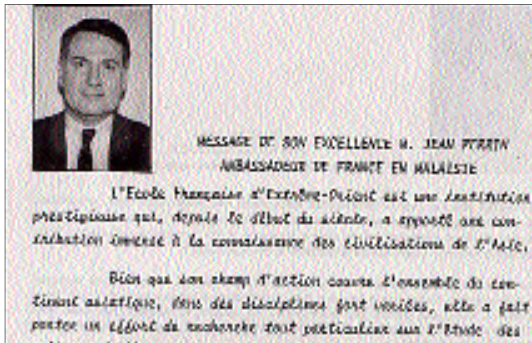 MESSAGE DE SON EXCELLENCE M. JEAN PERRIN
AMBASSADEUR DE FRANCE EN MALAISIE
L'Ecole Française d'Extrême-Orient est une institution
prestigieuse qui, depuis le début du siècle, a apporté une con-
tribution immense à la connaissance des civilisations de l'Asie.
Bien que son champ d'action couvre l'ensemble du con-
tinent asiatique, dans des disciplines fort variées, elle a fait
porter un effort de recherche tout particulier sur l'étude des